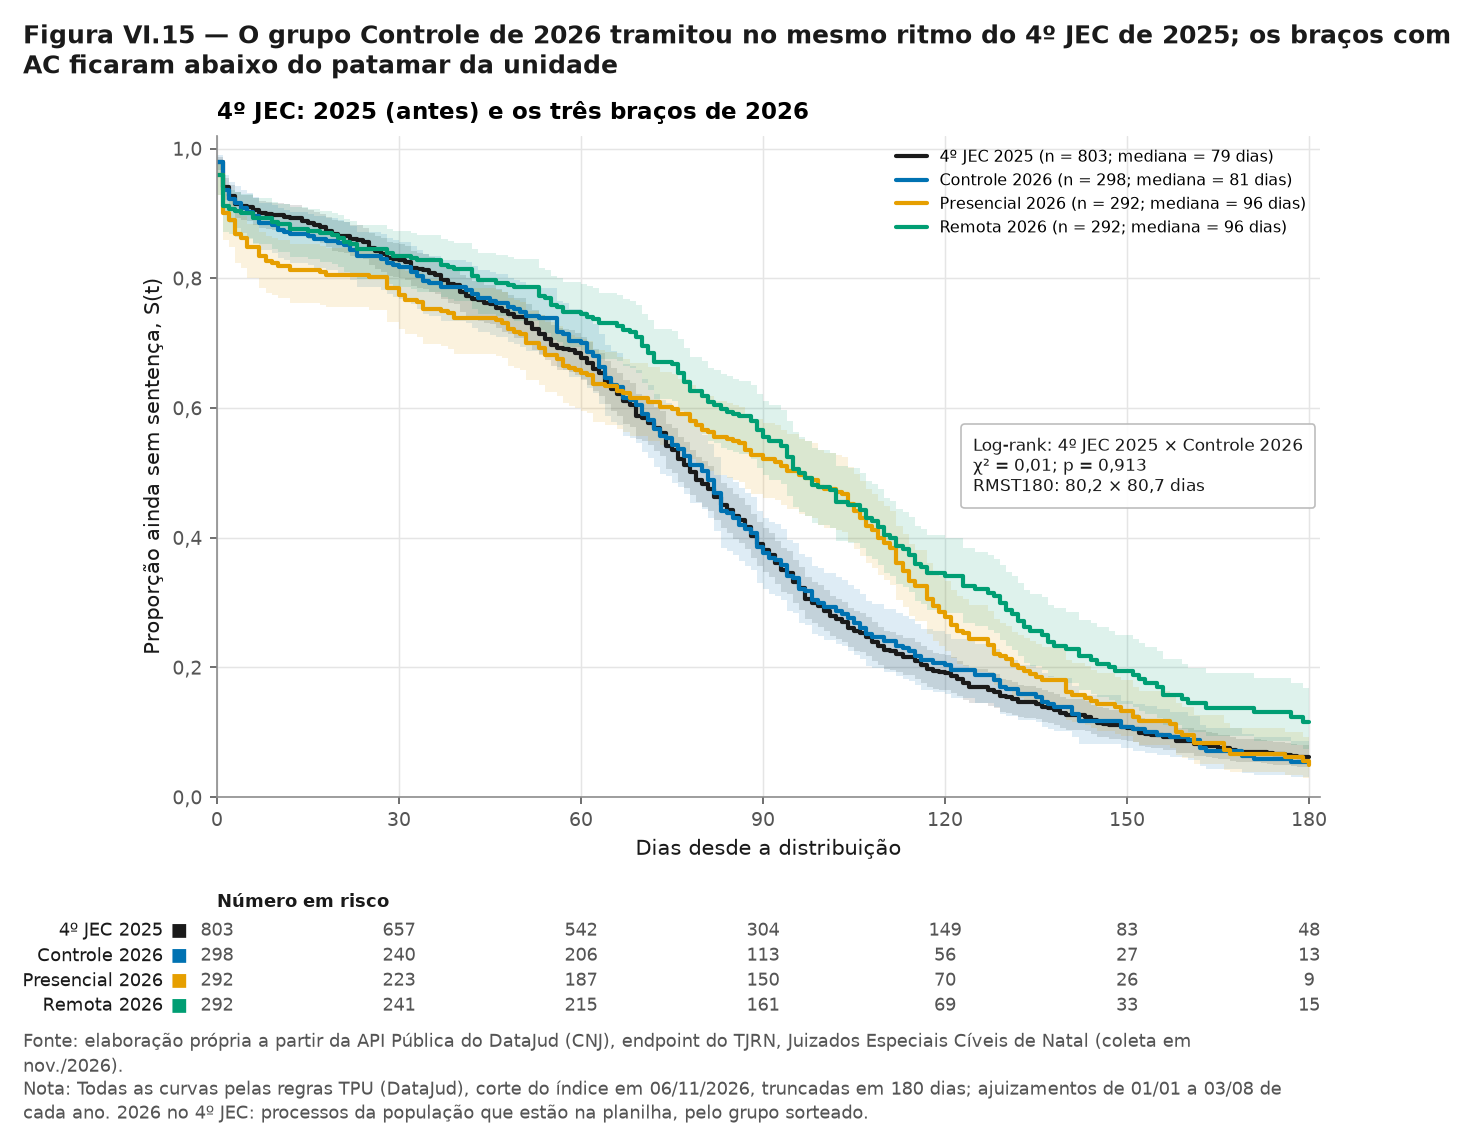 Figura VI.15 — O grupo Controle de 2026 tramitou no mesmo ritmo do 4º JEC de 2025; os braços com
AC ficaram abaixo do patamar da unidade
4º JEC: 2025 (antes) e os três braços de 2026
4º JEC 2025 (n = 803; mediana = 79 dias)
Controle 2026 (n = 298; mediana = 81 dias)
Presencial 2026 (n = 292; mediana = 96 dias)
Remota 2026 (n = 292; mediana = 96 dias)
Log-rank: 4º JEC 2025 × Controle 2026
χ² = 0,01; p = 0,913
RMST180: 80,2 × 80,7 dias
Proporção ainda sem sentença, S(t)
1,0
0,8
0,6
0,4
0,2
0,0
0 30 60 90 120 150 180
Dias desde a distribuição
Número em risco
4º JEC 2025 803 657 542 304 149 83 48
Controle 2026 298 240 206 113 56 27 13
Presencial 2026 292 223 187 150 70 26 9
Remota 2026 292 241 215 161 69 33 15
Fonte: elaboração própria a partir da API Pública do DataJud (CNJ), endpoint do TJRN, Juizados Especiais Cíveis de Natal (coleta em
nov./2026).
Nota: Todas as curvas pelas regras TPU (DataJud), corte do índice em 06/11/2026, truncadas em 180 dias; ajuizamentos de 01/01 a 03/08 de
cada ano. 2026 no 4º JEC: processos da população que estão na planilha, pelo grupo sorteado.